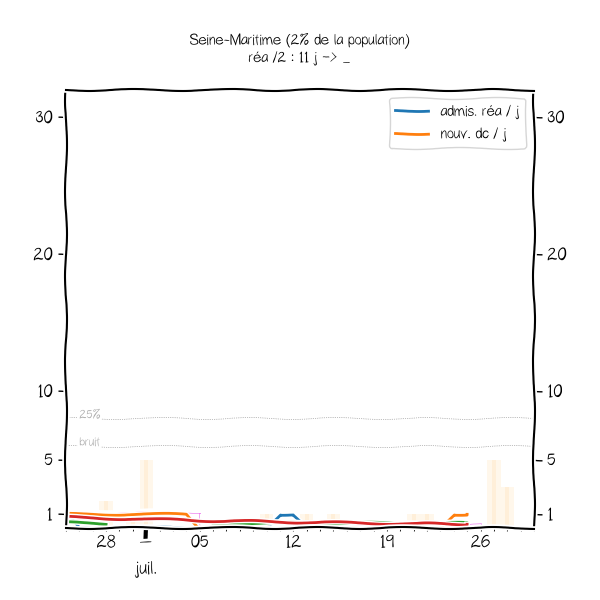 Seine-Maritime (2% de la population)
réa /2 : 11 j -> _
admis. réa / j
nouv. dc / j
30 30
20 20
10 10
25%
bruit
5 5
1 1
28 1 05 12 19 26
juil.